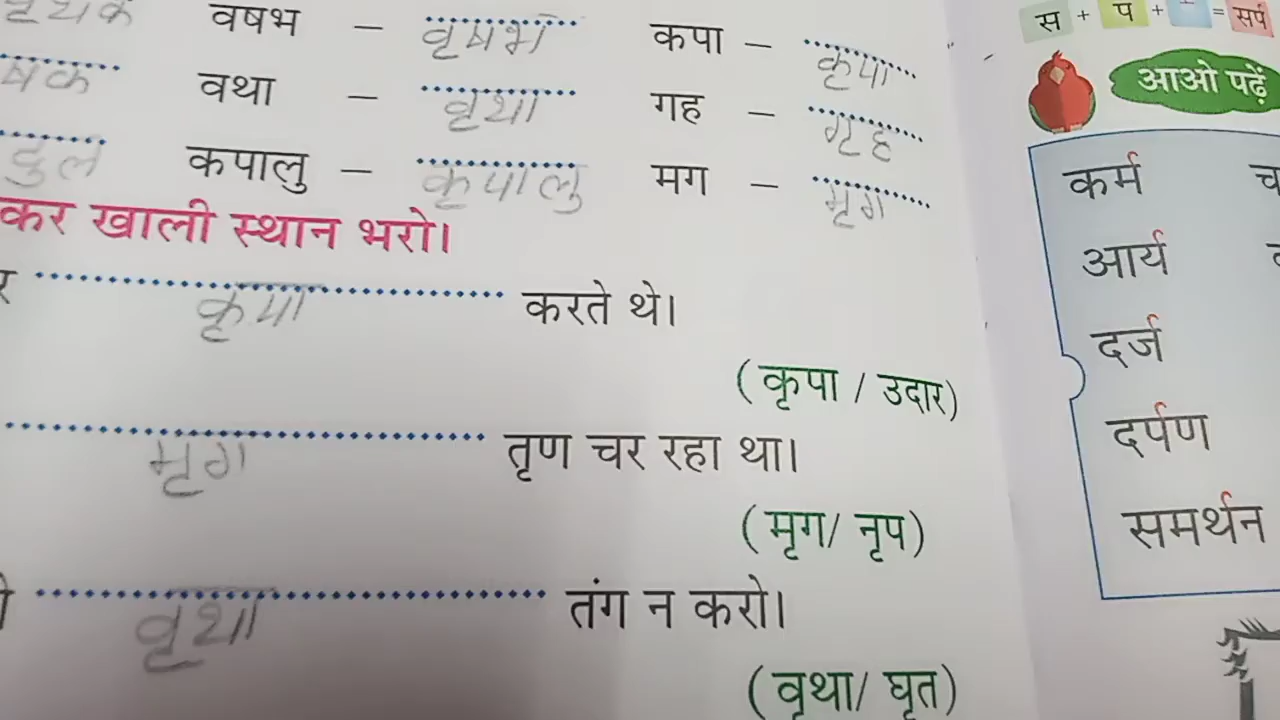 वषभ – वृषभ कपा – कृपा
षक वथा – वृथा गह – गृह
दुल कपालु – कृपालु मग – मृग
कर खाली स्थान भरो।
र कृपा करते थे।
(कृपा / उदार)
मृग तृण चर रहा था।
(मृग/ नृप)
वृथा तंग न करो।
(वृथा/ घृत)
स + प + = सर्प
आओ पढ़ें
कर्म च
आर्य
दर्ज
दर्पण
समर्थन